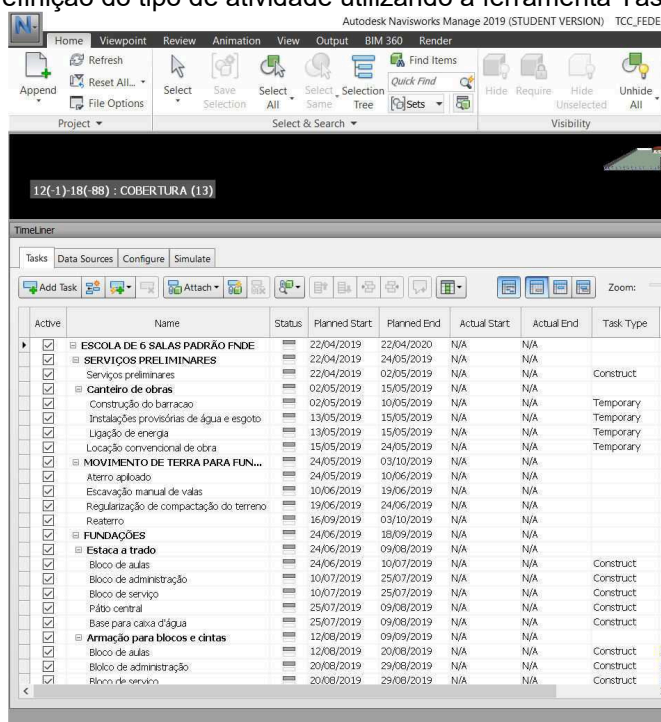 efinição do tipo de atividade utilizando a ferramenta Tas
Autodesk Navisworks Manage 2019 (STUDENT VERSION) TCC_FEDE
Home Viewpoint Review Animation View Output BIM 360 Render
Append
Refresh
Reset All...
File Options
Select
Save Selection
Select All
Select Same
Selection Tree
Find Items
Quick Find
Sets
Hide
Require
Hide Unselected
Unhide All
Project Select & Search Visibility
12(-1)-18(-88) : COBERTURA (13)
TimeLiner
Tasks Data Sources Configure Simulate
Add Task Attach Zoom:
Active Name Status Planned Start Planned End Actual Start Actual End Task Type
ESCOLA DE 6 SALAS PADRÃO FNDE 22/04/2019 22/04/2020 N/A N/A
SERVIÇOS PRELIMINARES 22/04/2019 24/05/2019 N/A N/A
Serviços preliminares 22/04/2019 02/05/2019 N/A N/A Construct
Canteiro de obras 02/05/2019 15/05/2019 N/A N/A
Construção do barracao 02/05/2019 10/05/2019 N/A N/A Temporary
Instalações provisórias de água e esgoto 13/05/2019 15/05/2019 N/A N/A Temporary
Ligação de energia 13/05/2019 15/05/2019 N/A N/A Temporary
Locação convencional de obra 15/05/2019 24/05/2019 N/A N/A Temporary
MOVIMENTO DE TERRA PARA FUN... 24/05/2019 03/10/2019 N/A N/A
Aterro apiloado 24/05/2019 10/06/2019 N/A N/A
Escavação manual de valas 10/06/2019 19/06/2019 N/A N/A
Regularização de compactação do terreno 19/06/2019 24/06/2019 N/A N/A
Reaterro 16/09/2019 03/10/2019 N/A N/A
FUNDAÇÕES 24/06/2019 18/09/2019 N/A N/A
Estaca a trado 24/06/2019 09/08/2019 N/A N/A
Bloco de aulas 24/06/2019 10/07/2019 N/A N/A Construct
Bloco de administração 10/07/2019 25/07/2019 N/A N/A Construct
Bloco de serviço 10/07/2019 25/07/2019 N/A N/A Construct
Pátio central 25/07/2019 09/08/2019 N/A N/A Construct
Base para caixa d'água 25/07/2019 09/08/2019 N/A N/A Construct
Armação para blocos e cintas 12/08/2019 09/09/2019 N/A N/A
Bloco de aulas 12/08/2019 20/08/2019 N/A N/A Construct
Blolco de administração 20/08/2019 29/08/2019 N/A N/A Construct
Bloco de serviço 20/08/2019 29/08/2019 N/A N/A Construct